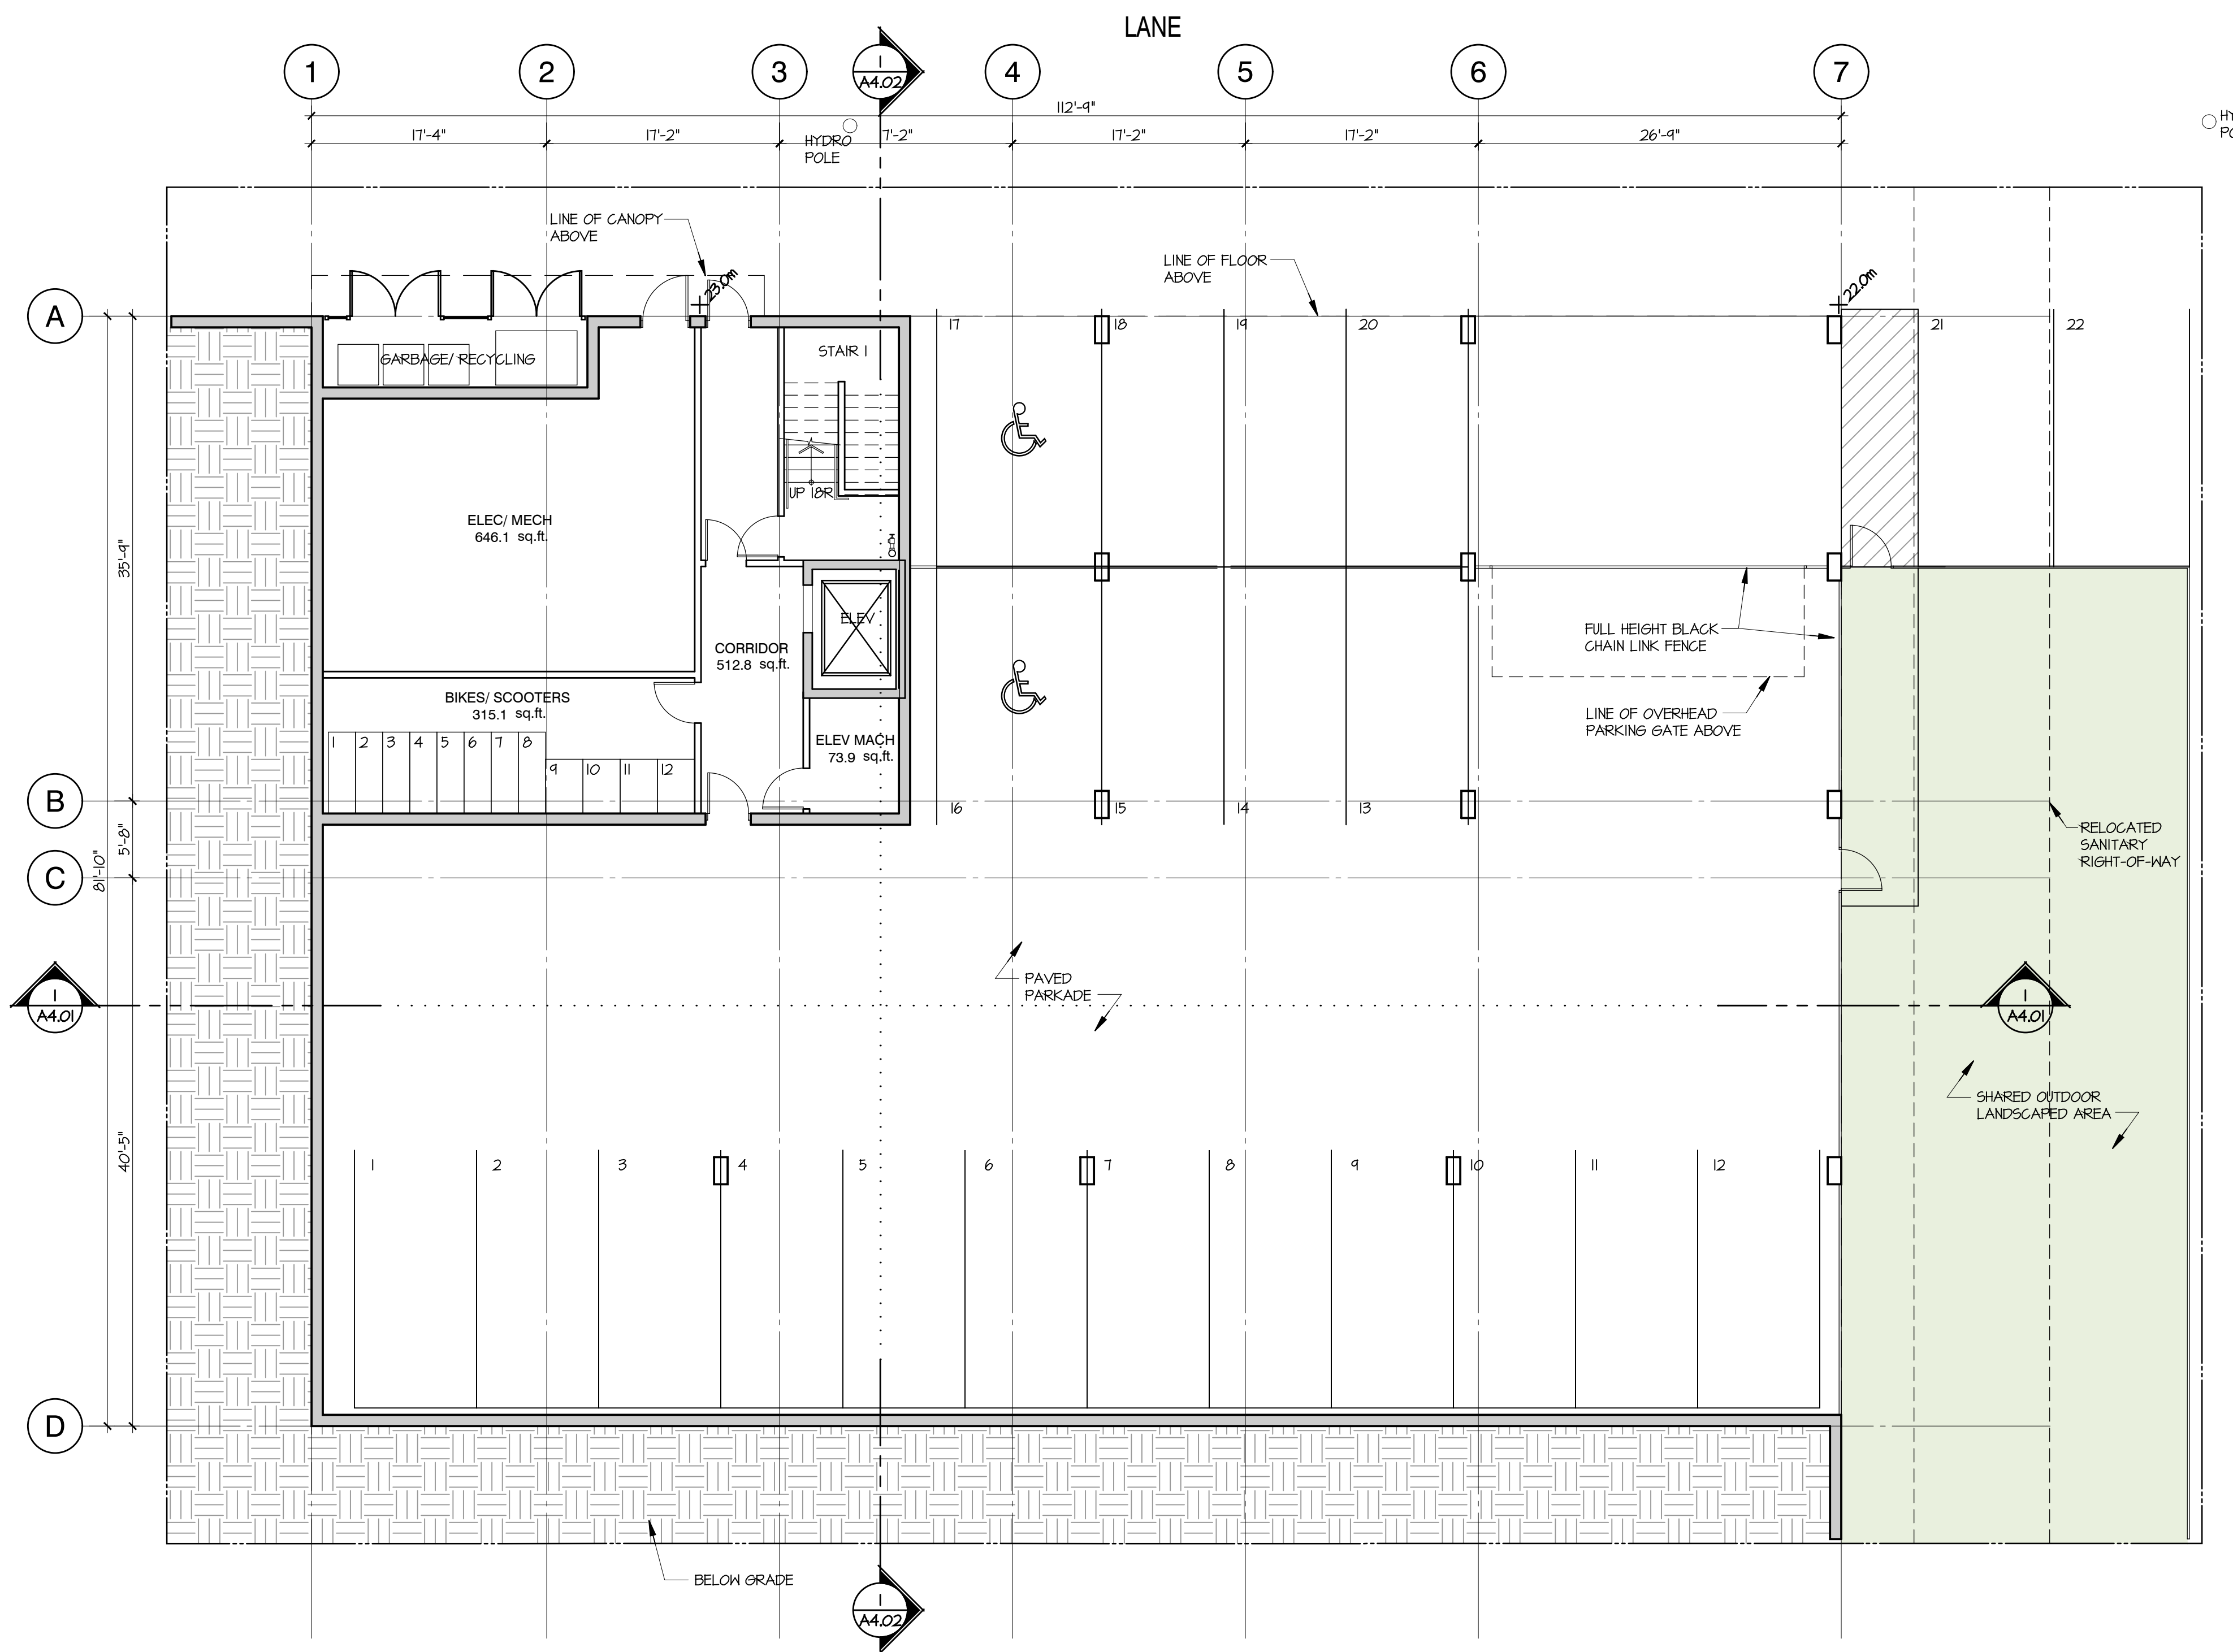 LANE
1
2
3
1
A4.02
4
5
6
7
112'-9"
17'-4"
17'-2"
7'-2"
17'-2"
17'-2"
26'-9"
HYDRO
POLE
LINE OF CANOPY
ABOVE
23.0m
LINE OF FLOOR
ABOVE
22.0m
A
17
18
19
20
21
22
GARBAGE/ RECYCLING
STAIR 1
UP 18R
ELEC/ MECH
646.1 sq.ft.
35'-9"
ELEV
CORRIDOR
512.8 sq.ft.
FULL HEIGHT BLACK
CHAIN LINK FENCE
BIKES/ SCOOTERS
315.1 sq.ft.
LINE OF OVERHEAD
PARKING GATE ABOVE
ELEV MACH
73.9 sq.ft.
1
2
3
4
5
6
7
8
9
10
11
12
B
16
15
14
13
RELOCATED
SANITARY
RIGHT-OF-WAY
5'-8"
81'-10"
C
PAVED
PARKADE
1
A4.01
1
A4.01
SHARED OUTDOOR
LANDSCAPED AREA
40'-5"
1
2
3
4
5
6
7
8
9
10
11
12
D
BELOW GRADE
1
A4.02